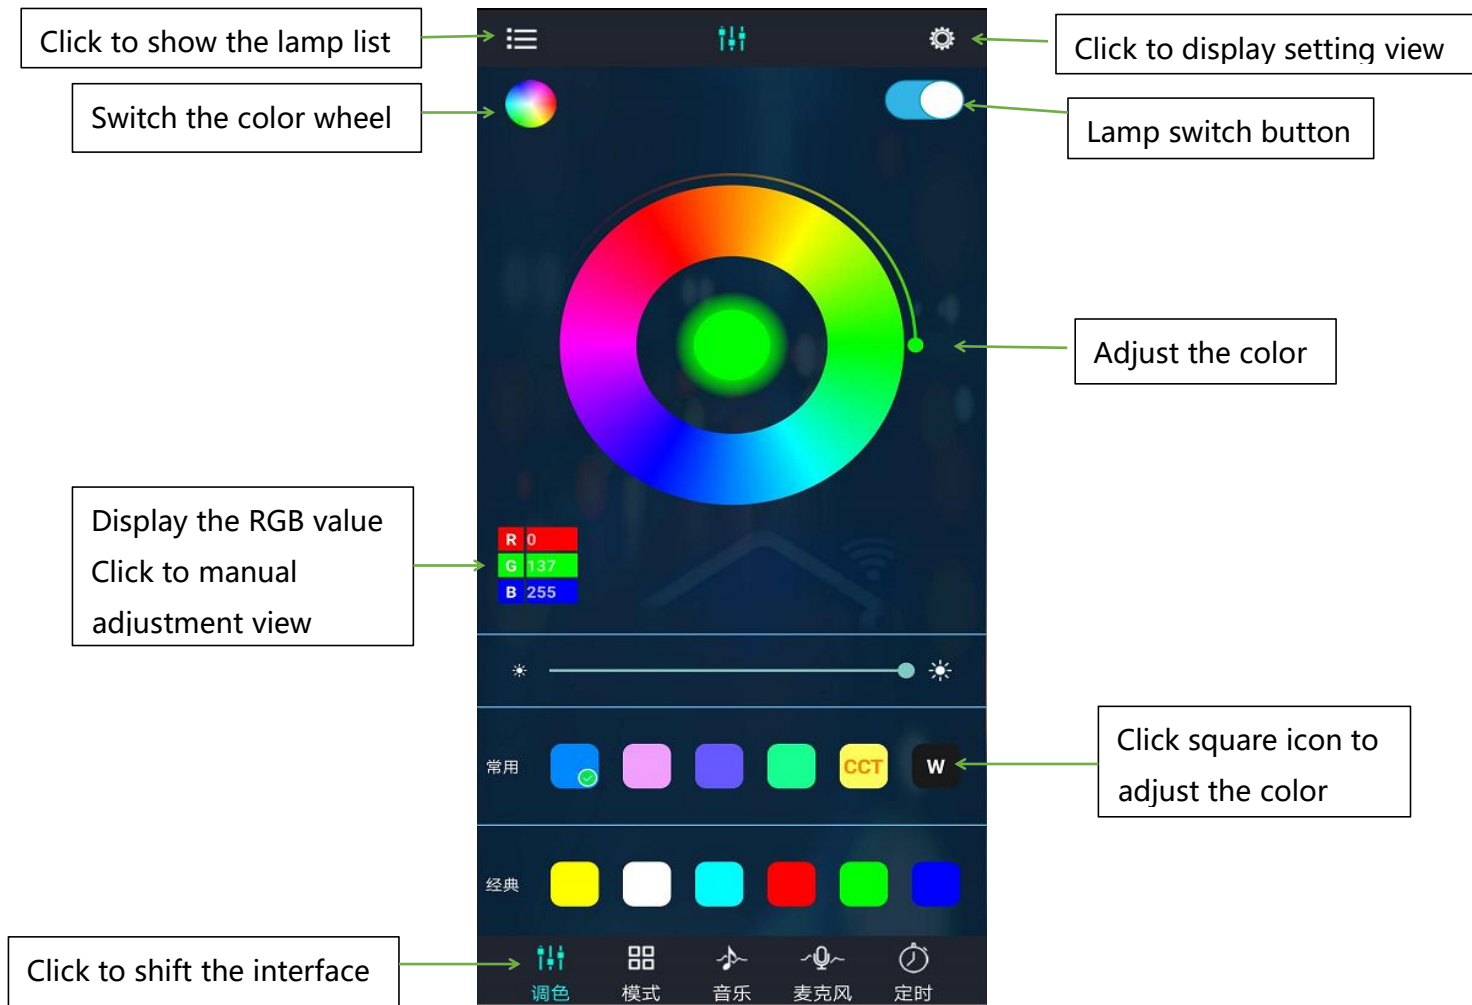 Click to show the lamp list
Click to display setting view
Switch the color wheel
Lamp switch button
Adjust the color
Display the RGB value
Click to manual
adjustment view
R 0
G 137
B 255
常用
CCT
W
Click square icon to
adjust the color
经典
Click to shift the interface
调色 模式 音乐 麦克风 定时